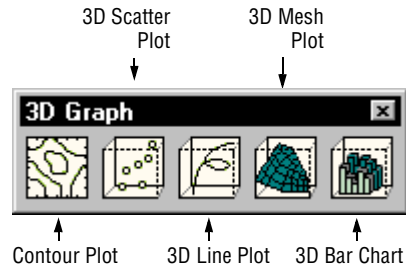 3D Scatter
Plot
3D Mesh
Plot
3D Graph
Contour Plot
3D Line Plot
3D Bar Chart